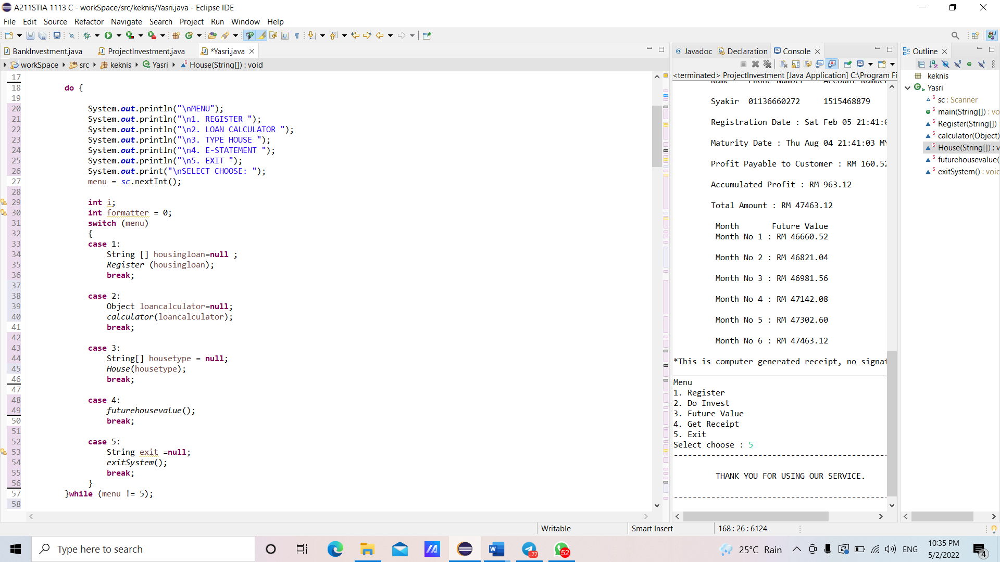 A211STIA 1113 C - workSpace/src/keknis/Yasri.java - Eclipse IDE
File Edit Source Refactor Navigate Search Project Run Window Help
BankInvestment.java ProjectInvestment.java *Yasri.java
workSpace src keknis Yasri House(String[]) : void
17
18 do {
19
20 System.out.println("\nMENU");
21 System.out.println("\n1. REGISTER ");
22 System.out.println("\n2. LOAN CALCULATOR ");
23 System.out.println("\n3. TYPE HOUSE ");
24 System.out.println("\n4. E-STATEMENT ");
25 System.out.println("\n5. EXIT ");
26 System.out.print("\nSELECT CHOOSE: ");
27 menu = sc.nextInt();
28
29 int i;
30 int formatter = 0;
31 switch (menu)
32 {
33 case 1:
34 String [] housingloan=null ;
35 Register (housingloan);
36 break;
37
38 case 2:
39 Object loancalculator=null;
40 calculator(loancalculator);
41 break;
42
43 case 3:
44 String[] housetype = null;
45 House(housetype);
46 break;
47
48 case 4:
49 futurehousevalue();
50 break;
51
52 case 5:
53 String exit =null;
54 exitSystem();
55 break;
56 }
57 }while (menu != 5);
58
@ Javadoc Declaration Console
<terminated> ProjectInvestment [Java Application] C:\Program Fi
Name Phone Number Account Number
Syakir 01136660272 1515468879
Registration Date : Sat Feb 05 21:41:0
Maturity Date : Thu Aug 04 21:41:03 MY
Profit Payable to Customer : RM 160.52
Accumulated Profit : RM 963.12
Total Amount : RM 47463.12
Month Future Value
Month No 1 : RM 46660.52
Month No 2 : RM 46821.04
Month No 3 : RM 46981.56
Month No 4 : RM 47142.08
Month No 5 : RM 47302.60
Month No 6 : RM 47463.12
*This is computer generated receipt, no signat
Menu
1. Register
2. Do Invest
3. Future Value
4. Get Receipt
5. Exit
Select choose : 5
---------------------------------------------
THANK YOU FOR USING OUR SERVICE.
---------------------------------------------
Outline
keknis
Yasri
sc : Scanner
main(String[]) : vo
Register(String[])
calculator(Object)
House(String[]) : v
futurehousevalue(
exitSystem() : voic
Writable Smart Insert 168 : 26 : 6124
Type here to search
77
52
25°C Rain
ENG
10:35 PM
5/2/2022
4